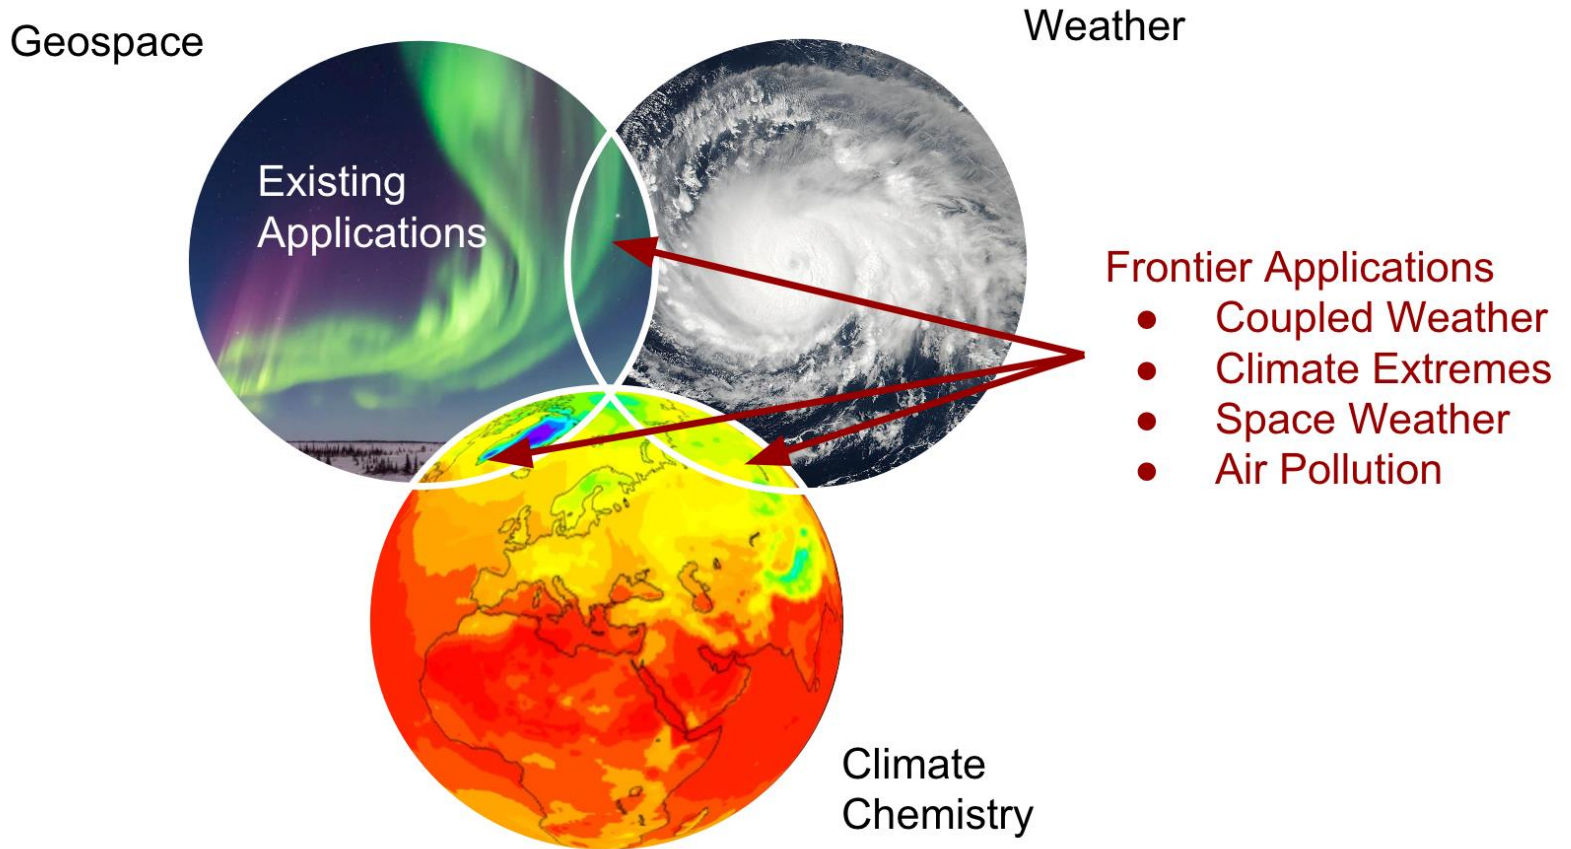 Geospace
Weather
Existing
Applications
Frontier Applications
● Coupled Weather
● Climate Extremes
● Space Weather
● Air Pollution
Climate
Chemistry